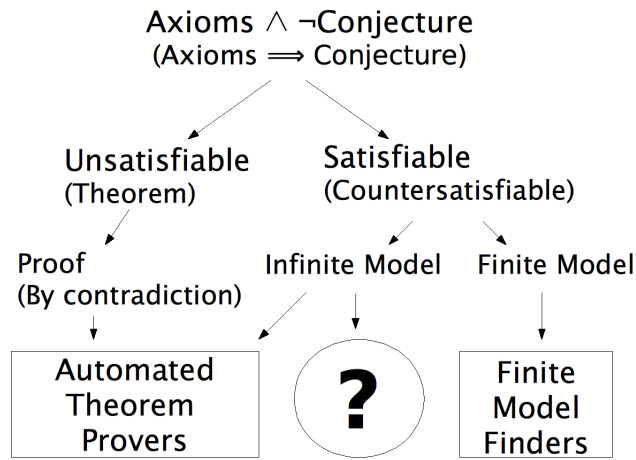 Axioms ∧ ¬Conjecture
(Axioms ⟹ Conjecture)
Unsatisfiable
(Theorem)
Satisfiable
(Countersatisfiable)
Proof
(By contradiction)
Infinite Model
Finite Model
Automated
Theorem
Provers
?
Finite
Model
Finders